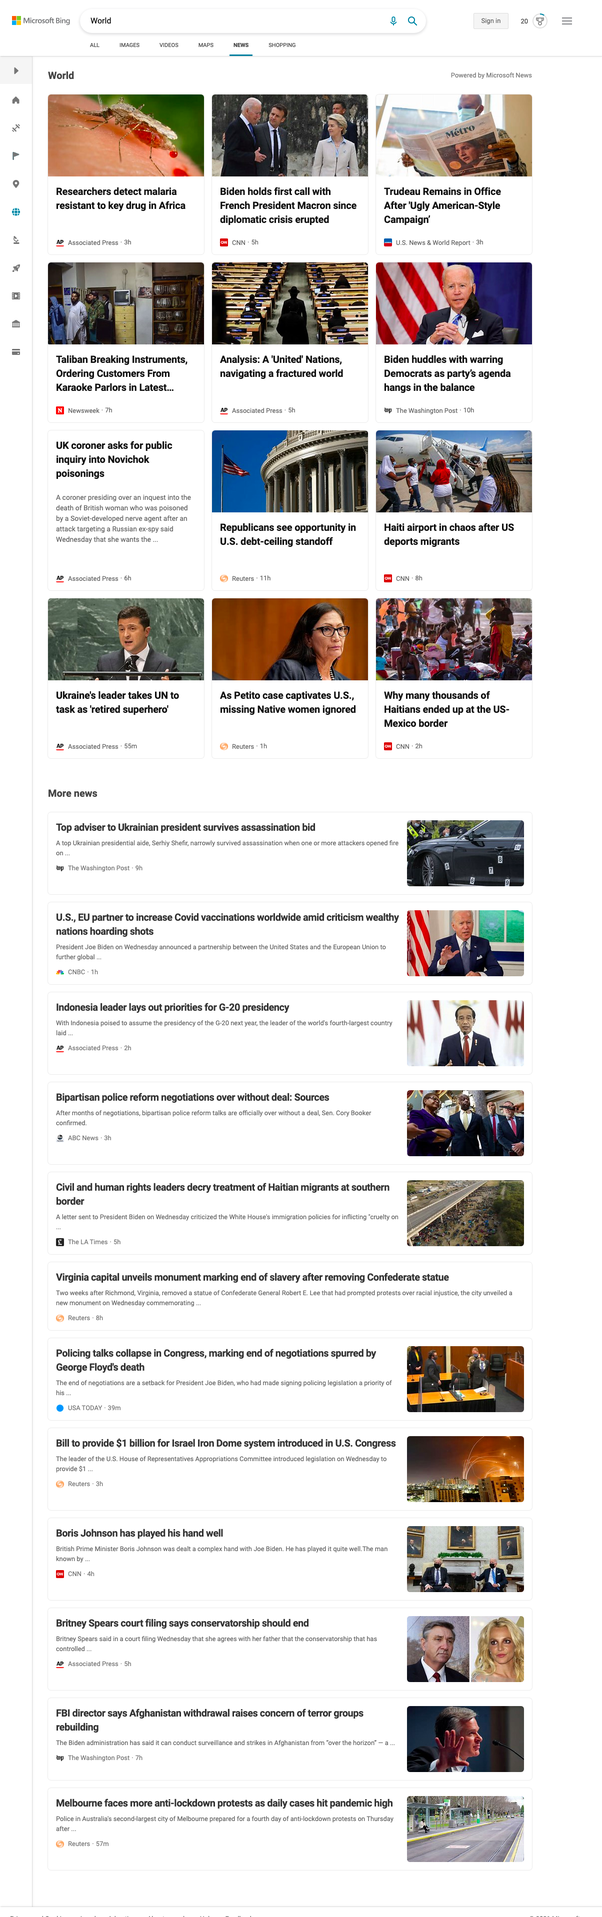 Microsoft Bing
World
Sign in
20
ALL
IMAGES
VIDEOS
MAPS
NEWS
SHOPPING
World
Powered by Microsoft News
Métro
Researchers detect malaria
resistant to key drug in Africa
AP Associated Press · 3h
Biden holds first call with
French President Macron since
diplomatic crisis erupted
CNN · 5h
Trudeau Remains in Office
After ‘Ugly American-Style
Campaign’
U.S. News & World Report · 3h
Taliban Breaking Instruments,
Ordering Customers From
Karaoke Parlors in Latest...
N Newsweek · 7h
Analysis: A 'United' Nations,
navigating a fractured world
AP Associated Press · 5h
Biden huddles with warring
Democrats as party’s agenda
hangs in the balance
wp The Washington Post · 10h
UK coroner asks for public
inquiry into Novichok
poisonings
A coroner presiding over an inquest into the
death of British woman who was poisoned
by a Soviet-developed nerve agent after an
attack targeting a Russian ex-spy said
Wednesday that she wants the ...
AP Associated Press · 6h
Republicans see opportunity in
U.S. debt-ceiling standoff
Reuters · 11h
Haiti airport in chaos after US
deports migrants
CNN · 8h
Ukraine's leader takes UN to
task as 'retired superhero'
AP Associated Press · 55m
As Petito case captivates U.S.,
missing Native women ignored
Reuters · 1h
Why many thousands of
Haitians ended up at the US-
Mexico border
CNN · 2h
More news
Top adviser to Ukrainian president survives assassination bid
A top Ukrainian presidential aide, Serhiy Shefir, narrowly survived assassination when one or more attackers opened fire
on ...
wp The Washington Post · 9h
U.S., EU partner to increase Covid vaccinations worldwide amid criticism wealthy
nations hoarding shots
President Joe Biden on Wednesday announced a partnership between the United States and the European Union to
further global ...
CNBC · 1h
Indonesia leader lays out priorities for G-20 presidency
With Indonesia poised to assume the presidency of the G-20 next year, the leader of the world's fourth-largest country
laid ...
AP Associated Press · 2h
Bipartisan police reform negotiations over without deal: Sources
After months of negotiations, bipartisan police reform talks are officially over without a deal, Sen. Cory Booker
confirmed.
ABC News · 3h
Civil and human rights leaders decry treatment of Haitian migrants at southern
border
A letter sent to President Biden on Wednesday criticized the White House's immigration policies for inflicting "cruelty on
...
The LA Times · 5h
Virginia capital unveils monument marking end of slavery after removing Confederate statue
Two weeks after Richmond, Virginia, removed a statue of Confederate General Robert E. Lee that had prompted protests over racial injustice, the city unveiled a
new monument on Wednesday commemorating ...
Reuters · 8h
Policing talks collapse in Congress, marking end of negotiations spurred by
George Floyd's death
The end of negotiations are a setback for President Joe Biden, who had made signing policing legislation a priority of
his ...
USA TODAY · 39m
Bill to provide $1 billion for Israel Iron Dome system introduced in U.S. Congress
The leader of the U.S. House of Representatives Appropriations Committee introduced legislation on Wednesday to
provide $1 ...
Reuters · 3h
Boris Johnson has played his hand well
British Prime Minister Boris Johnson was dealt a complex hand with Joe Biden. He has played it quite well.The man
known by ...
CNN · 4h
Britney Spears court filing says conservatorship should end
Britney Spears said in a court filing Wednesday that she agrees with her father that the conservatorship that has
controlled ...
AP Associated Press · 5h
FBI director says Afghanistan withdrawal raises concern of terror groups
rebuilding
The Biden administration has said it can conduct surveillance and strikes in Afghanistan from “over the horizon” — a ...
wp The Washington Post · 7h
Melbourne faces more anti-lockdown protests as daily cases hit pandemic high
Police in Australia's second-largest city of Melbourne prepared for a fourth day of anti-lockdown protests on Thursday
after ...
Reuters · 57m